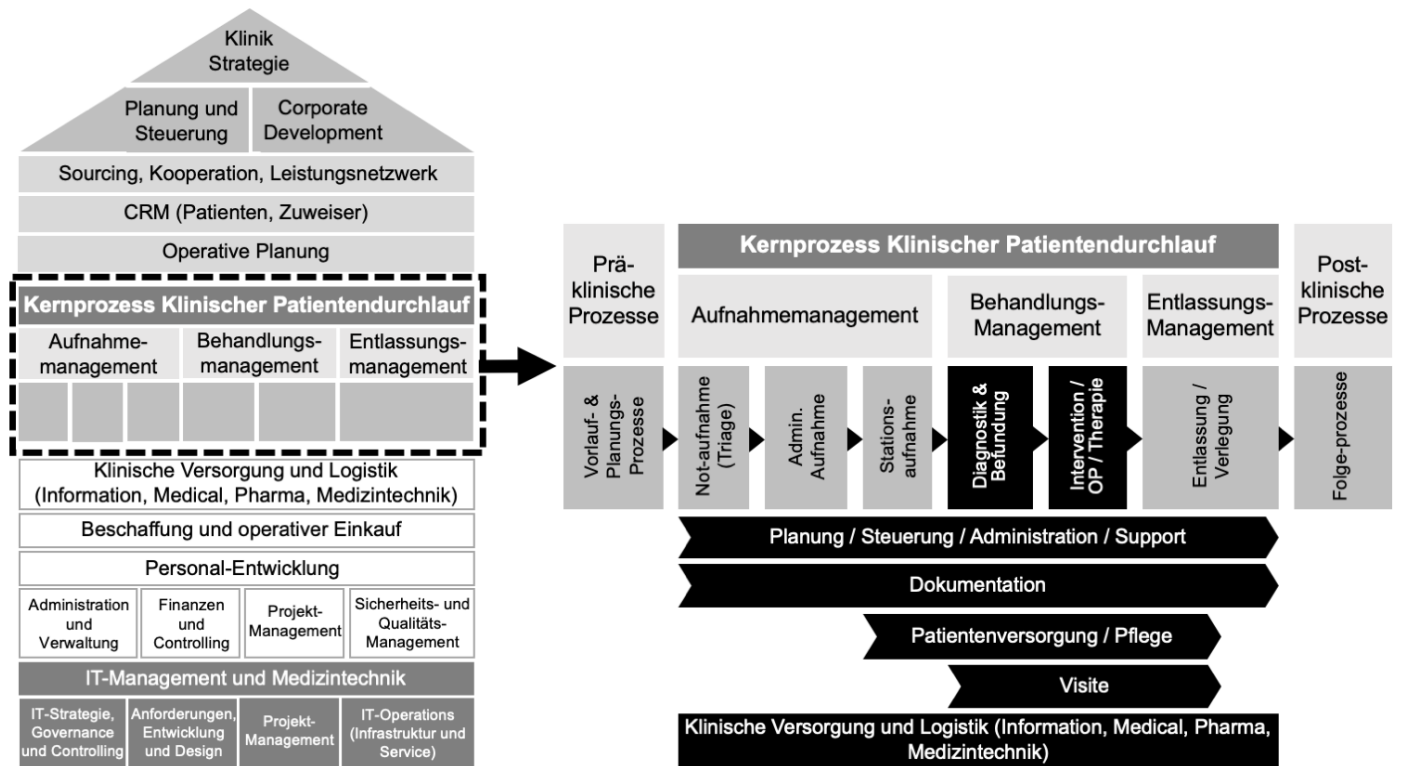 Klinik
Strategie
Planung und
Steuerung
Corporate
Development
Sourcing, Kooperation, Leistungsnetzwerk
CRM (Patienten, Zuweiser)
Operative Planung
Kernprozess Klinischer Patientendurchlauf
Aufnahme-
management
Behandlungs-
management
Entlassungs-
management
Klinische Versorgung und Logistik
(Information, Medical, Pharma, Medizintechnik)
Beschaffung und operativer Einkauf
Personal-Entwicklung
Administration
und
Verwaltung
Finanzen
und
Controlling
Projekt-
Management
Sicherheits- und
Qualitäts-
Management
IT-Management und Medizintechnik
IT-Strategie,
Governance
und Controlling
Anforderungen,
Entwicklung
und Design
Projekt-
Management
IT-Operations
(Infrastruktur und
Service)
Prä-
klinische
Prozesse
Kernprozess Klinischer Patientendurchlauf
Aufnahmemanagement
Behandlungs-
Management
Entlassungs-
Management
Post-
klinische
Prozesse
Vorlauf- &
Planungs-
Prozesse
Not-aufnahme
(Triage)
Admin.
Aufnahme
Stations-
aufnahme
Diagnostik &
Befundung
Intervention /
OP / Therapie
Entlassung /
Verlegung
Folge-prozesse
Planung / Steuerung / Administration / Support
Dokumentation
Patientenversorgung / Pflege
Visite
Klinische Versorgung und Logistik (Information, Medical, Pharma,
Medizintechnik)